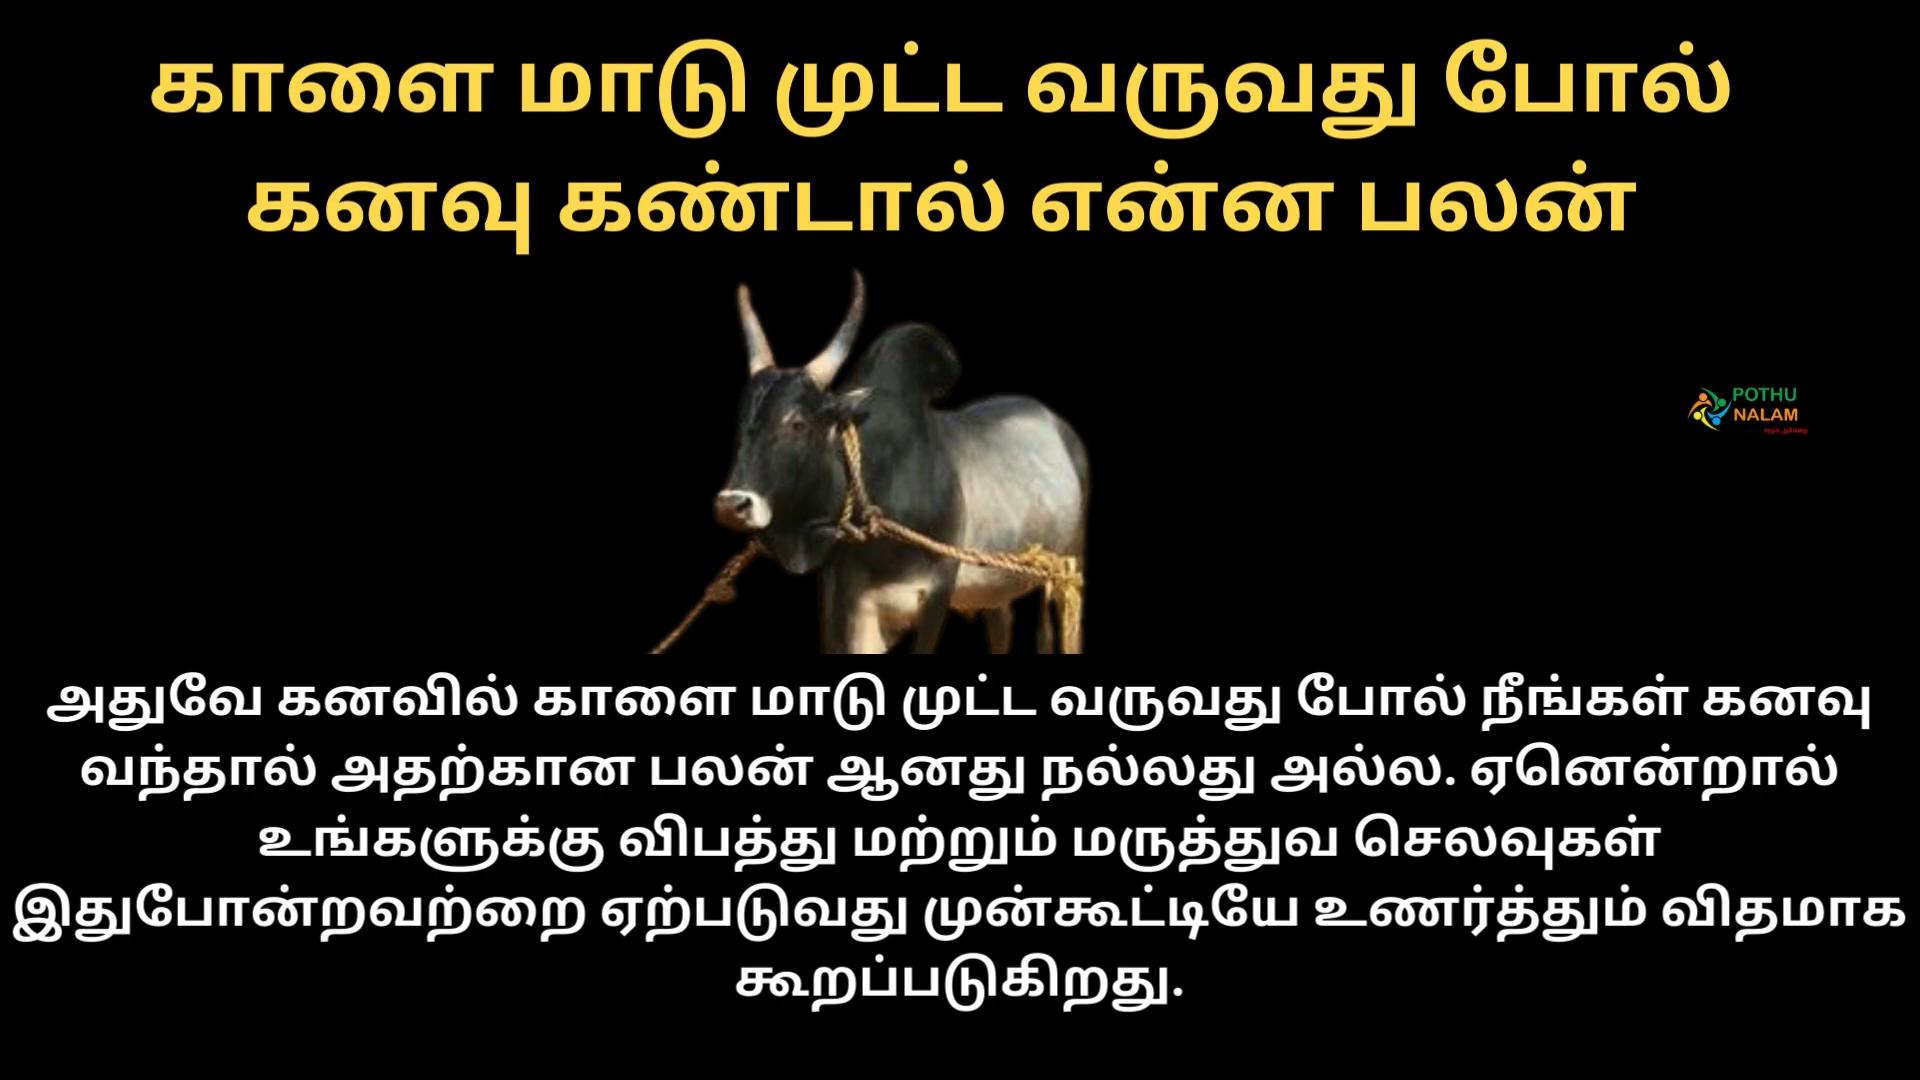 காளை மாடு முட்ட வருவது போல்
கனவு கண்டால் என்ன பலன்
POTHU
NALAM
அதுவே கனவில் காளை மாடு முட்ட வருவது போல் நீங்கள் கனவு
வந்தால் அதற்கான பலன் ஆனது நல்லது அல்ல. ஏனென்றால்
உங்களுக்கு விபத்து மற்றும் மருத்துவ செலவுகள்
இதுபோன்றவற்றை ஏற்படுவது முன்கூட்டியே உணர்த்தும் விதமாக
கூறப்படுகிறது.